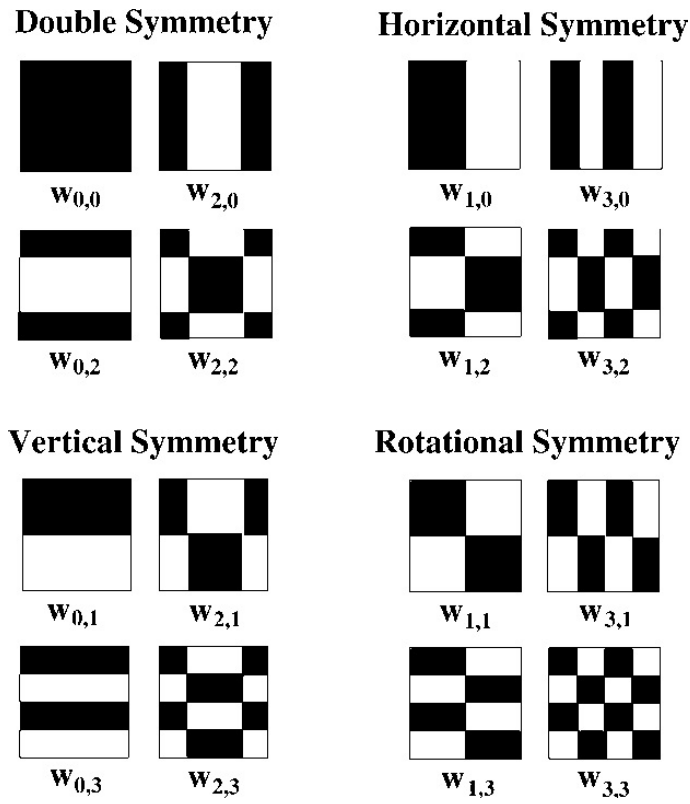 Double Symmetry
Horizontal Symmetry
w0,0 w2,0
w1,0 w3,0
w0,2 w2,2
w1,2 w3,2
Vertical Symmetry
Rotational Symmetry
w0,1 w2,1
w1,1 w3,1
w0,3 w2,3
w1,3 w3,3